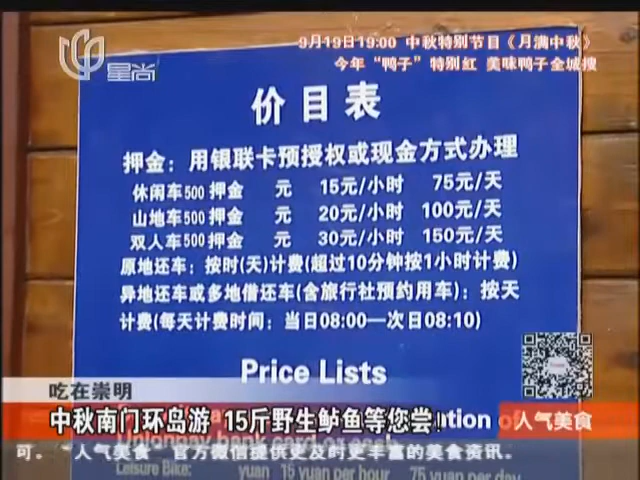 9月19日19:00 中秋特别节目《月满中秋》
今年“鸭子”特别红 美味鸭子全城搜
星尚
价目表
押金：用银联卡预授权或现金方式办理
休闲车500押金 元 15元/小时 75元/天
山地车500押金 元 20元/小时 100元/天
双人车500押金 元 30元/小时 150元/天
原地还车：按时(天)计费(超过10分钟按1小时计费)
异地还车或多地借还车(含旅行社预约用车)：按天
计费(每天计费时间：当日08:00—次日08:10)
Price Lists
吃在崇明
中秋南门环岛游 15斤野生鲈鱼等您尝!
人气美食
可。“人气美食”官方微信提供更及时更丰富的美食资讯。
Leisure Bike: yuan 15 yuan per hour 75 yuan per day